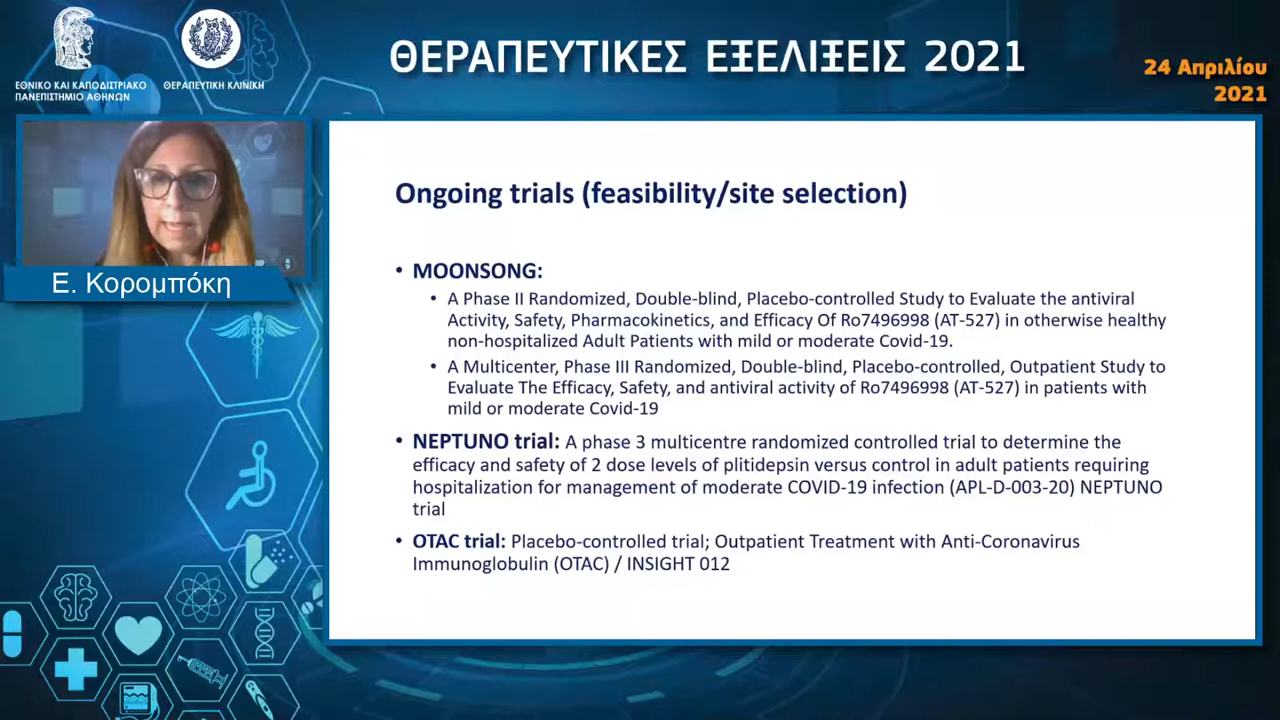 ΕΘΝΙΚΟ ΚΑΙ ΚΑΠΟΔΙΣΤΡΙΑΚΟ
ΠΑΝΕΠΙΣΤΗΜΙΟ ΑΘΗΝΩΝ
ΘΕΡΑΠΕΥΤΙΚΗ ΚΛΙΝΙΚΗ
ΘΕΡΑΠΕΥΤΙΚΕΣ ΕΞΕΛΙΞΕΙΣ 2021
24 Απριλίου
2021
Ε. Κορομπόκη
Ongoing trials (feasibility/site selection)
• MOONSONG:
• A Phase II Randomized, Double-blind, Placebo-controlled Study to Evaluate the antiviral
Activity, Safety, Pharmacokinetics, and Efficacy Of Ro7496998 (AT-527) in otherwise healthy
non-hospitalized Adult Patients with mild or moderate Covid-19.
• A Multicenter, Phase III Randomized, Double-blind, Placebo-controlled, Outpatient Study to
Evaluate The Efficacy, Safety, and antiviral activity of Ro7496998 (AT-527) in patients with
mild or moderate Covid-19
• NEPTUNO trial: A phase 3 multicentre randomized controlled trial to determine the
efficacy and safety of 2 dose levels of plitidepsin versus control in adult patients requiring
hospitalization for management of moderate COVID-19 infection (APL-D-003-20) NEPTUNO
trial
• OTAC trial: Placebo-controlled trial; Outpatient Treatment with Anti-Coronavirus
Immunoglobulin (OTAC) / INSIGHT 012